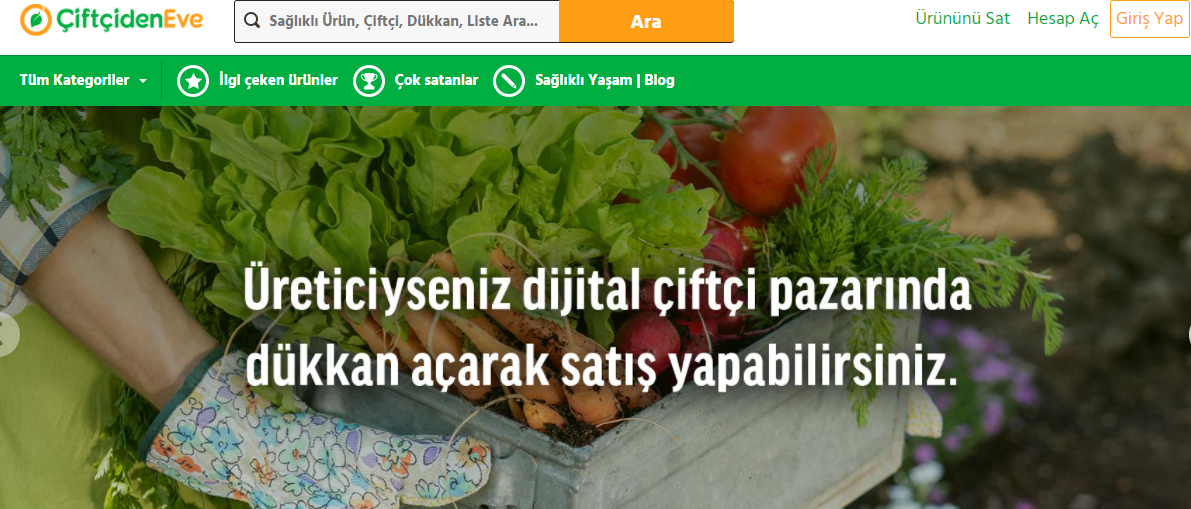 ÇiftçidenEve
Sağlıklı Ürün, Çiftçi, Dükkan, Liste Ara...
Ara
Ürününü Sat
Hesap Aç
Giriş Yap
Tüm Kategoriler
İlgi çeken ürünler
Çok satanlar
Sağlıklı Yaşam | Blog
Üreticiyseniz dijital çiftçi pazarında
dükkan açarak satış yapabilirsiniz.